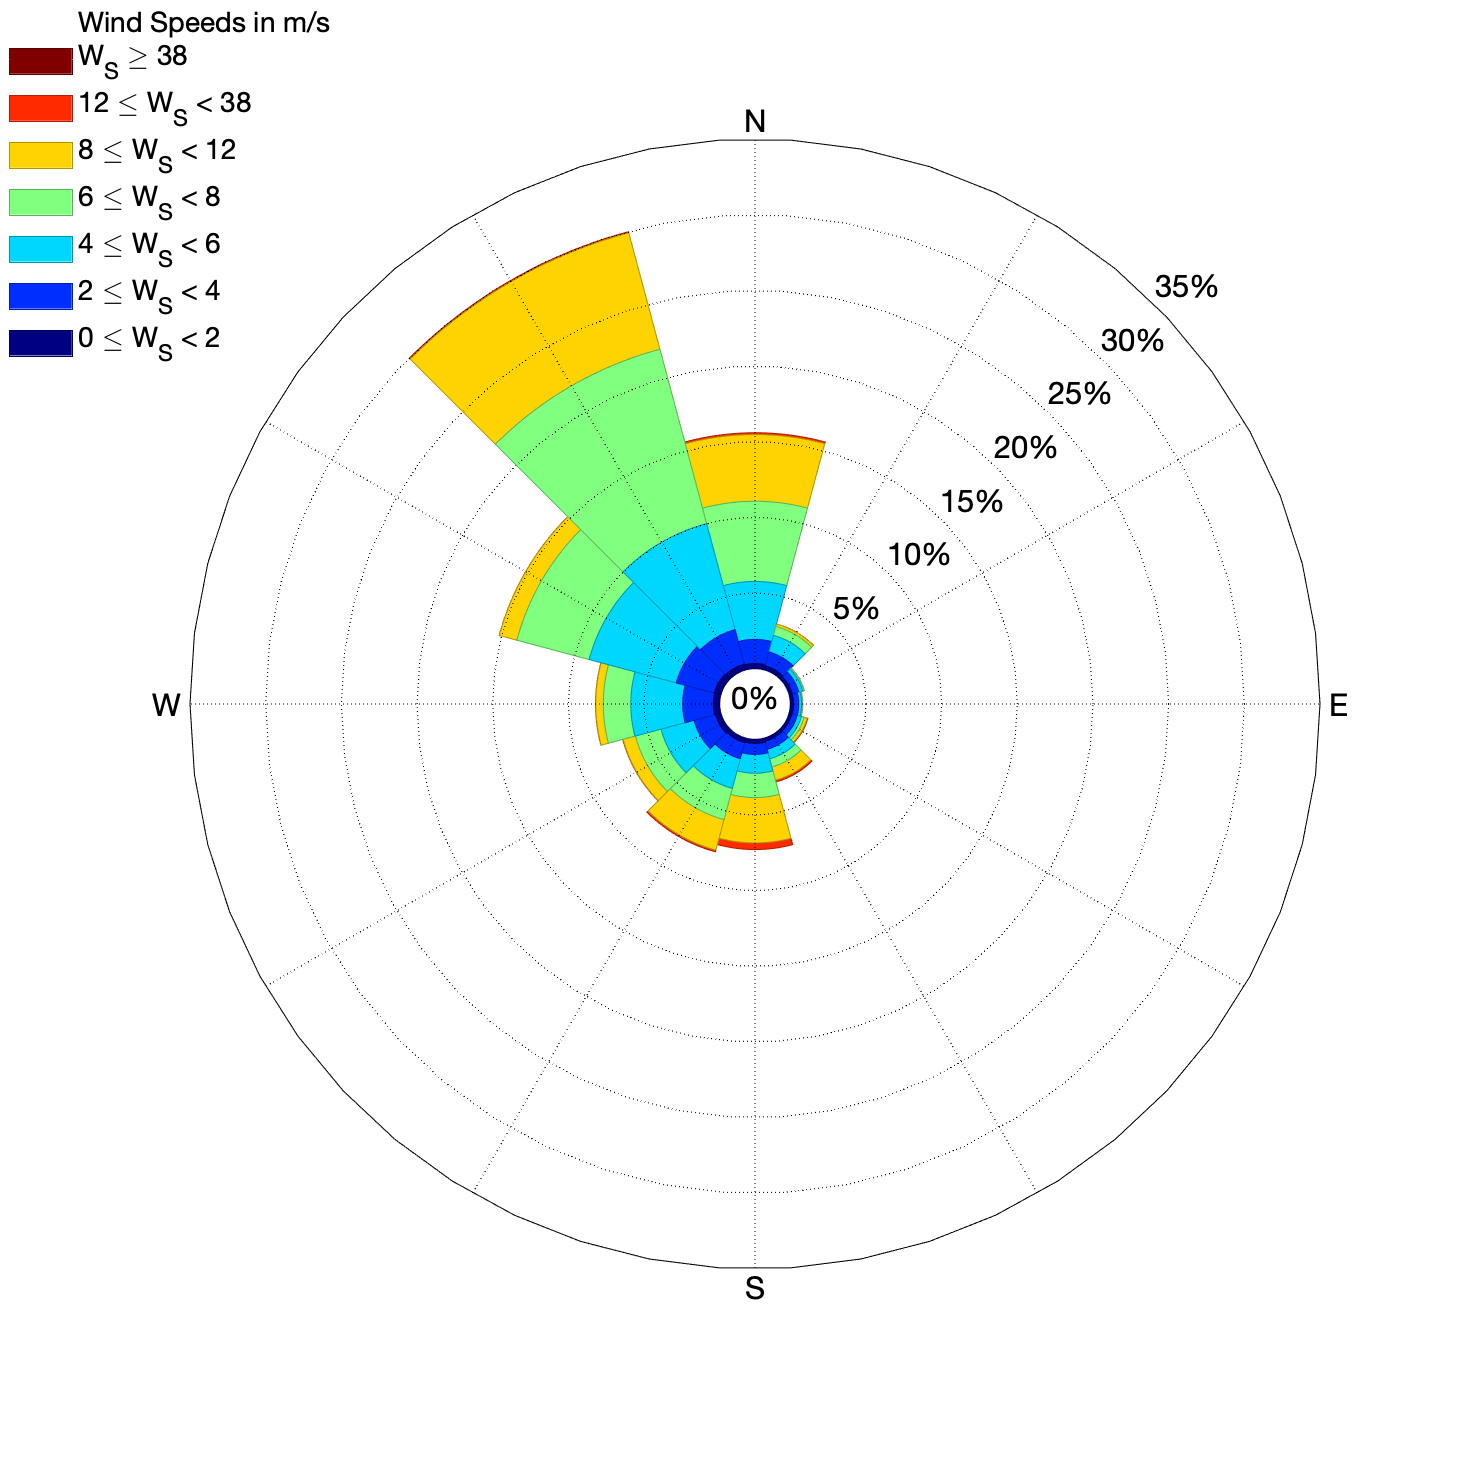 Wind Speeds in m/s
W_S ≥ 38
12 ≤ W_S < 38
8 ≤ W_S < 12
6 ≤ W_S < 8
4 ≤ W_S < 6
2 ≤ W_S < 4
0 ≤ W_S < 2
N
35%
30%
25%
20%
15%
10%
5%
W
0%
E
S